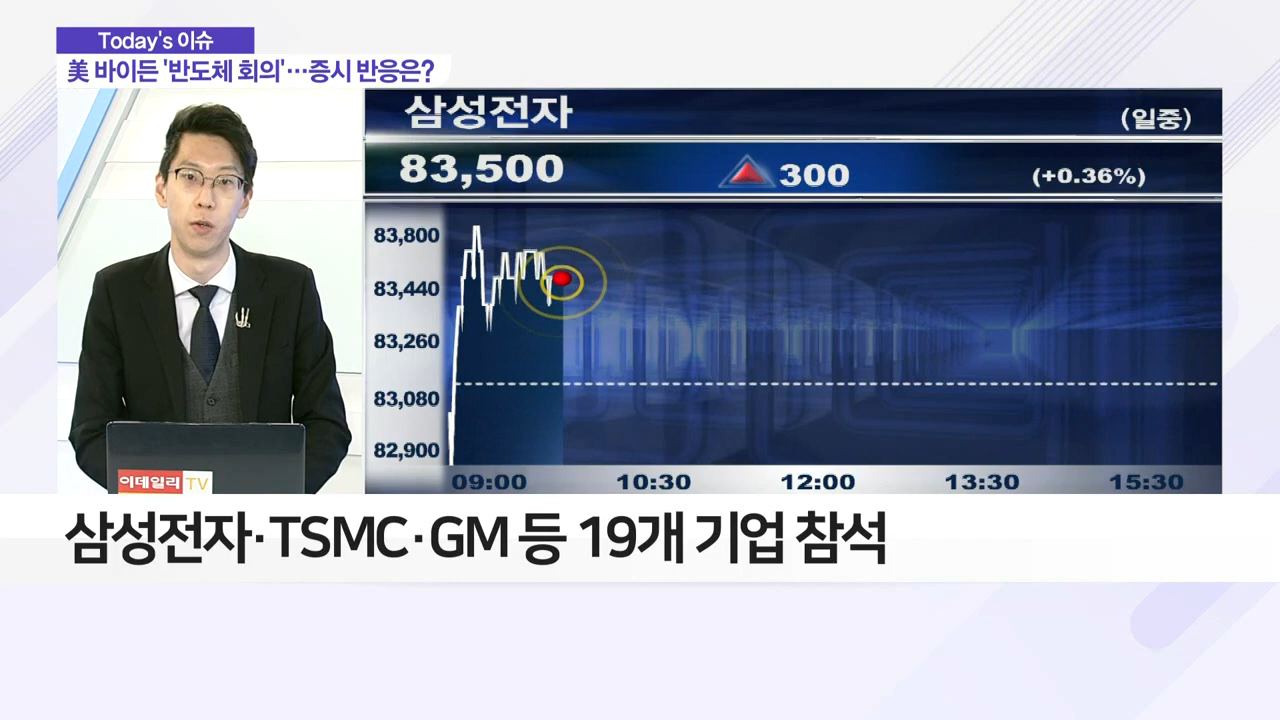 Today's 이슈
美 바이든 '반도체 회의'…증시 반응은?
삼성전자 (일중)
83,500 300 (+0.36%)
83,800
83,440
83,260
83,080
82,900
09:00 10:30 12:00 13:30 15:30
이데일리 TV
삼성전자·TSMC·GM 등 19개 기업 참석